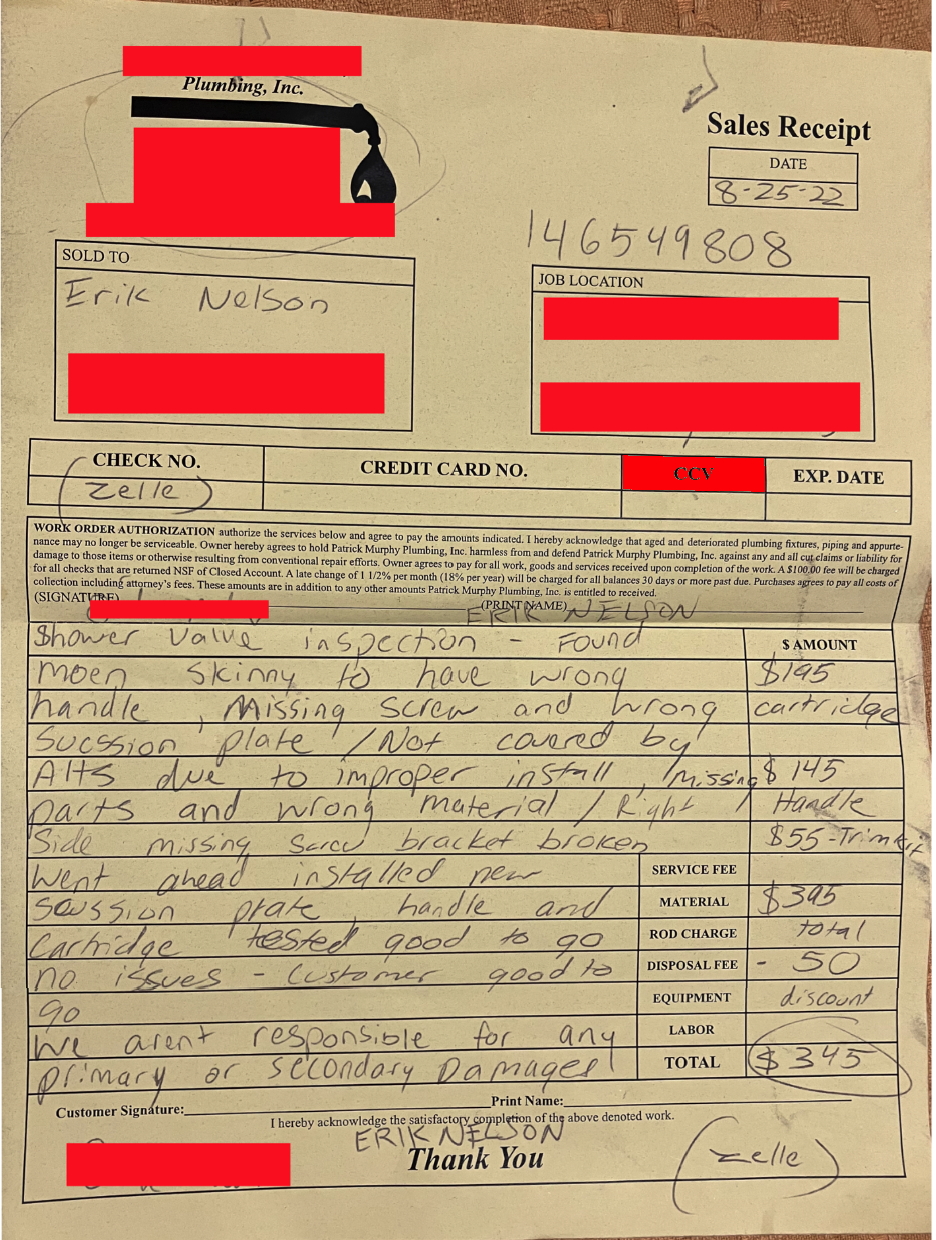 Plumbing, Inc.
Sales Receipt
DATE
8-25-22
146549808
SOLD TO
Erik Nelson
JOB LOCATION
CHECK NO.
CREDIT CARD NO.
CCV
EXP. DATE
(Zelle)
WORK ORDER AUTHORIZATION authorize the services below and agree to pay the amounts indicated. I hereby acknowledge that aged and deteriorated plumbing fixtures, piping and appurte-
nance may no longer be serviceable. Owner hereby agrees to hold Patrick Murphy Plumbing, Inc. harmless from and defend Patrick Murphy Plumbing, Inc. against any and all cut claims or liability for
damage to those items or otherwise resulting from conventional repair efforts. Owner agrees to pay for all work, goods and services received upon completion of the work. A $100.00 fee will be charged
for all checks that are returned NSF of Closed Account. A late change of 1 1/2% per month (18% per year) will be charged for all balances 30 days or more past due. Purchases agrees to pay all costs of
collection including attorney's fees. These amounts are in addition to any other amounts Patrick Murphy Plumbing, Inc. is entitled to received.
(SIGNATURE) (PRINT NAME) ERIK NELSON
Shower Valve inspection - Found
$ AMOUNT
moen skinny to have wrong $195
handle, Missing Screw and wrong cartridge
Sucssion plate / Not covered by
AHS due to improper install, /missing $145
parts and wrong material / Right / Handle
Side missing screw bracket broken $55-Trim kit
Went ahead installed new
SERVICE FEE
scussion plate, handle and
MATERIAL $395
Cartridge tested good to go
ROD CHARGE total
no issues - Customer good to
DISPOSAL FEE - 50
go
EQUIPMENT discount
We arent responsible for any
LABOR
primary or secondary Damages!
TOTAL $345
Customer Signature: Print Name:
I hereby acknowledge the satisfactory completion of the above denoted work.
ERIK NELSON
Thank You
(Zelle)